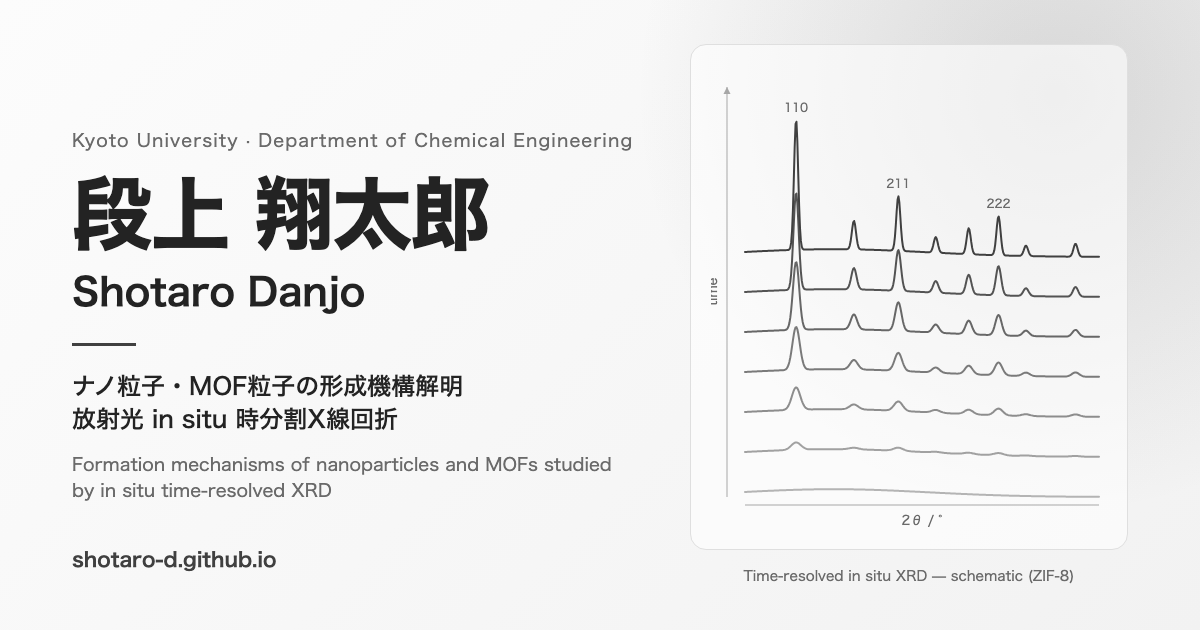 Kyoto University · Department of Chemical Engineering
段上 翔太郎
Shotaro Danjo
ナノ粒子・MOF粒子の形成機構解明
放射光 in situ 時分割X線回折
Formation mechanisms of nanoparticles and MOFs studied
by in situ time-resolved XRD
shotaro-d.github.io
110
211
222
time
2θ / °
Time-resolved in situ XRD — schematic (ZIF-8)